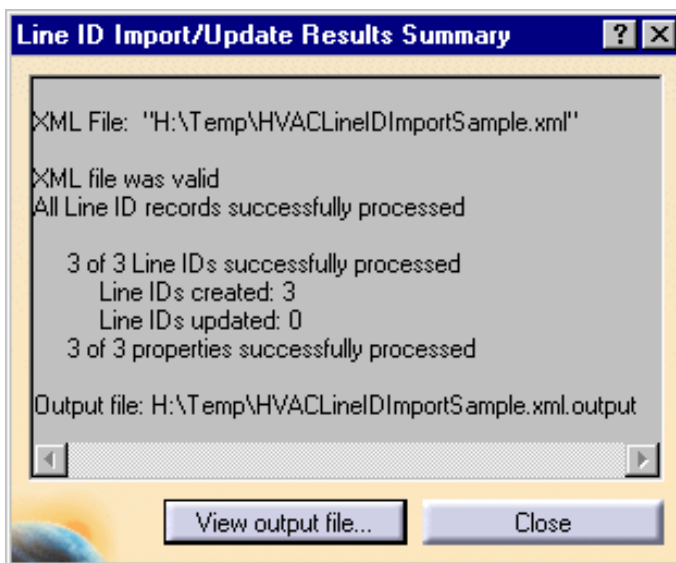 Line ID Import/Update Results Summary
XML File: "H:\Temp\HVACLineIDImportSample.xml"
XML file was valid
All Line ID records successfully processed
3 of 3 Line IDs successfully processed
Line IDs created: 3
Line IDs updated: 0
3 of 3 properties successfully processed
Output file: H:\Temp\HVACLineIDImportSample.xml.output
View output file... Close